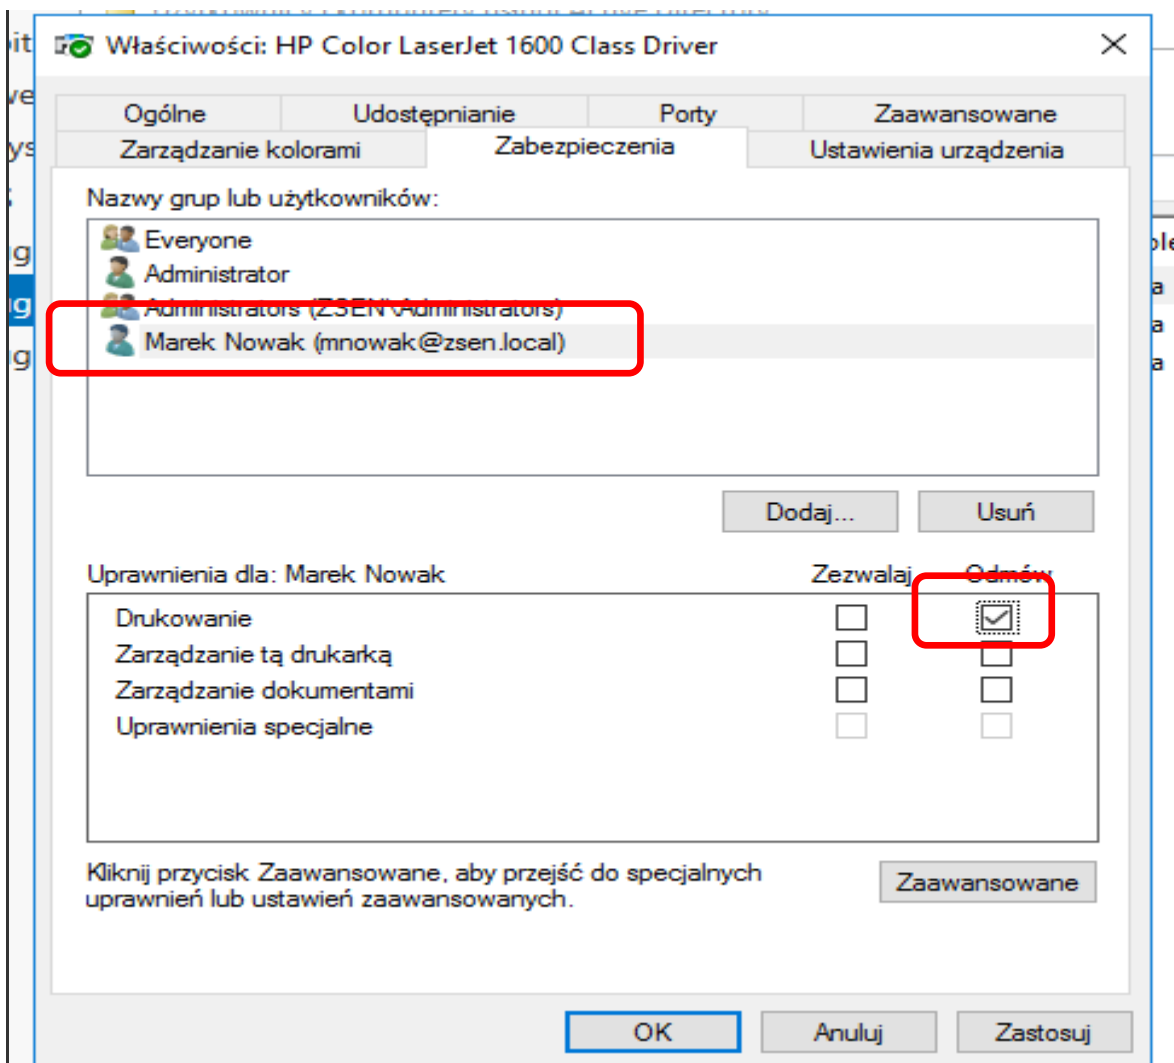 Właściwości: HP Color LaserJet 1600 Class Driver
Ogólne Udostępnianie Porty Zaawansowane
Zarządzanie kolorami Zabezpieczenia Ustawienia urządzenia
Nazwy grup lub użytkowników:
Everyone
Administrator
Administrators (ZSEN\Administrators)
Marek Nowak (mnowak@zsen.local)
Dodaj... Usuń
Uprawnienia dla: Marek Nowak Zezwalaj Odmów
Drukowanie
Zarządzanie tą drukarką
Zarządzanie dokumentami
Uprawnienia specjalne
Kliknij przycisk Zaawansowane, aby przejść do specjalnych
uprawnień lub ustawień zaawansowanych.
Zaawansowane
OK Anuluj Zastosuj